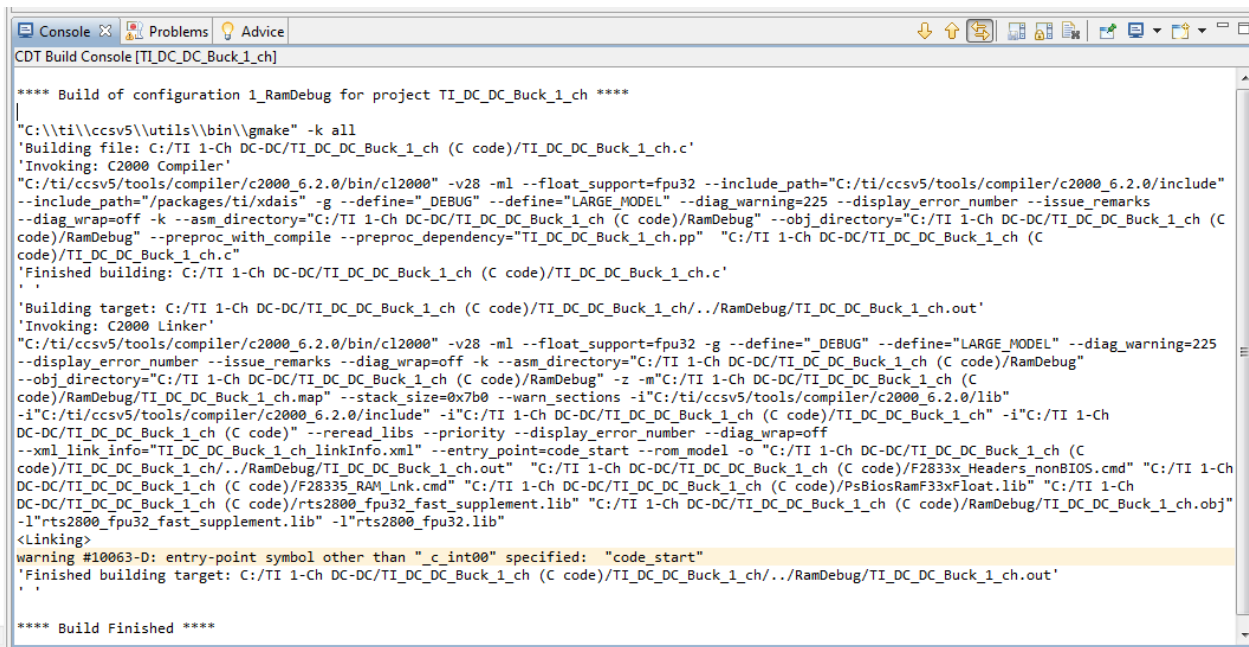 Console Problems Advice
CDT Build Console [TI_DC_DC_Buck_1_ch]
**** Build of configuration 1_RamDebug for project TI_DC_DC_Buck_1_ch ****
"C:\\ti\\ccsv5\\utils\\bin\\gmake" -k all
'Building file: C:/TI 1-Ch DC-DC/TI_DC_DC_Buck_1_ch (C code)/TI_DC_DC_Buck_1_ch.c'
'Invoking: C2000 Compiler'
"C:/ti/ccsv5/tools/compiler/c2000_6.2.0/bin/cl2000" -v28 -ml --float_support=fpu32 --include_path="C:/ti/ccsv5/tools/compiler/c2000_6.2.0/include"
--include_path="/packages/ti/xdais" -g --define="_DEBUG" --define="LARGE_MODEL" --diag_warning=225 --display_error_number --issue_remarks
--diag_wrap=off -k --asm_directory="C:/TI 1-Ch DC-DC/TI_DC_DC_Buck_1_ch (C code)/RamDebug" --obj_directory="C:/TI 1-Ch DC-DC/TI_DC_DC_Buck_1_ch (C
code)/RamDebug" --preproc_with_compile --preproc_dependency="TI_DC_DC_Buck_1_ch.pp"  "C:/TI 1-Ch DC-DC/TI_DC_DC_Buck_1_ch (C
code)/TI_DC_DC_Buck_1_ch.c"
'Finished building: C:/TI 1-Ch DC-DC/TI_DC_DC_Buck_1_ch (C code)/TI_DC_DC_Buck_1_ch.c'
' '
'Building target: C:/TI 1-Ch DC-DC/TI_DC_DC_Buck_1_ch (C code)/TI_DC_DC_Buck_1_ch/../RamDebug/TI_DC_DC_Buck_1_ch.out'
'Invoking: C2000 Linker'
"C:/ti/ccsv5/tools/compiler/c2000_6.2.0/bin/cl2000" -v28 -ml --float_support=fpu32 -g --define="_DEBUG" --define="LARGE_MODEL" --diag_warning=225
--display_error_number --issue_remarks --diag_wrap=off -k --asm_directory="C:/TI 1-Ch DC-DC/TI_DC_DC_Buck_1_ch (C code)/RamDebug"
--obj_directory="C:/TI 1-Ch DC-DC/TI_DC_DC_Buck_1_ch (C code)/RamDebug" -z -m"C:/TI 1-Ch DC-DC/TI_DC_DC_Buck_1_ch (C
code)/RamDebug/TI_DC_DC_Buck_1_ch.map" --stack_size=0x7b0 --warn_sections -i"C:/ti/ccsv5/tools/compiler/c2000_6.2.0/lib"
-i"C:/ti/ccsv5/tools/compiler/c2000_6.2.0/include" -i"C:/TI 1-Ch DC-DC/TI_DC_DC_Buck_1_ch (C code)/TI_DC_DC_Buck_1_ch" -i"C:/TI 1-Ch
DC-DC/TI_DC_DC_Buck_1_ch (C code)" --reread_libs --priority --display_error_number --diag_wrap=off
--xml_link_info="TI_DC_DC_Buck_1_ch_linkInfo.xml" --entry_point=code_start --rom_model -o "C:/TI 1-Ch DC-DC/TI_DC_DC_Buck_1_ch (C
code)/TI_DC_DC_Buck_1_ch/../RamDebug/TI_DC_DC_Buck_1_ch.out"  "C:/TI 1-Ch DC-DC/TI_DC_DC_Buck_1_ch (C code)/F2833x_Headers_nonBIOS.cmd" "C:/TI 1-Ch
DC-DC/TI_DC_DC_Buck_1_ch (C code)/F28335_RAM_Lnk.cmd" "C:/TI 1-Ch DC-DC/TI_DC_DC_Buck_1_ch (C code)/PsBiosRamF33xFloat.lib" "C:/TI 1-Ch
DC-DC/TI_DC_DC_Buck_1_ch (C code)/rts2800_fpu32_fast_supplement.lib" "C:/TI 1-Ch DC-DC/TI_DC_DC_Buck_1_ch (C code)/RamDebug/TI_DC_DC_Buck_1_ch.obj"
-l"rts2800_fpu32_fast_supplement.lib" -l"rts2800_fpu32.lib"
<Linking>
warning #10063-D: entry-point symbol other than "_c_int00" specified:  "code_start"
'Finished building target: C:/TI 1-Ch DC-DC/TI_DC_DC_Buck_1_ch (C code)/TI_DC_DC_Buck_1_ch/../RamDebug/TI_DC_DC_Buck_1_ch.out'
' '
**** Build Finished ****